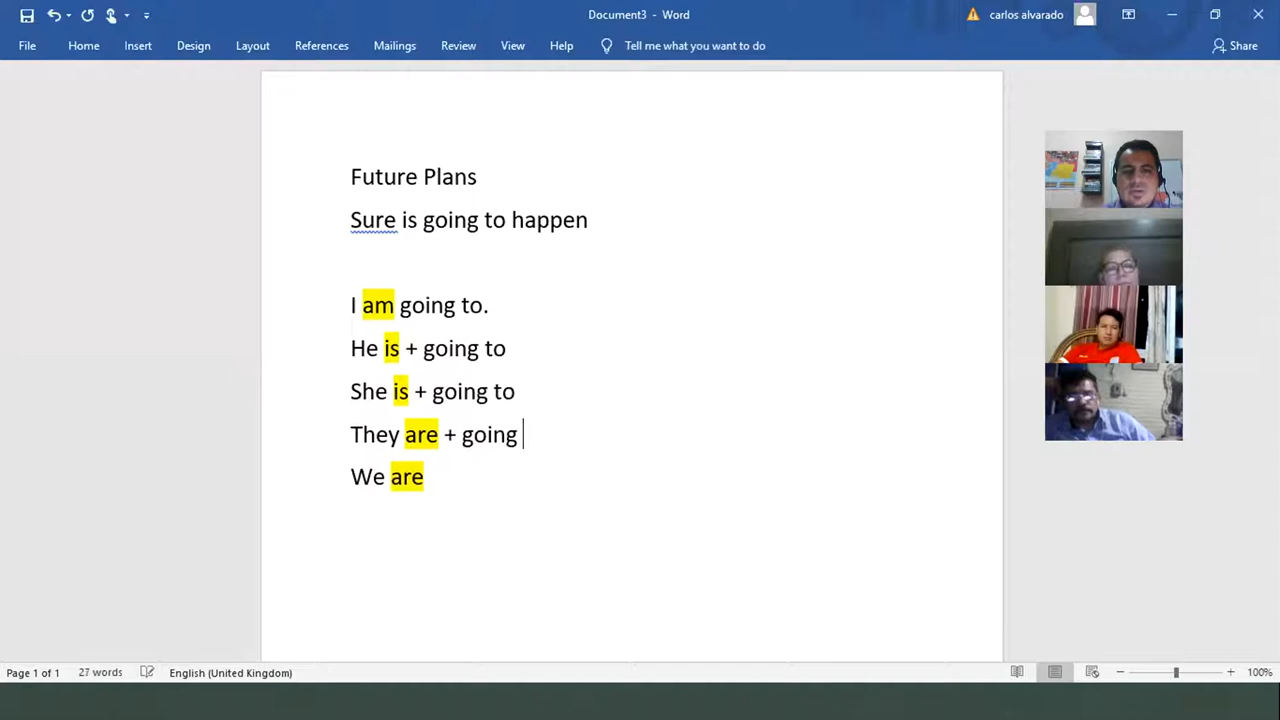 Document3 - Word
carlos alvarado
File Home Insert Design Layout References Mailings Review View Help Tell me what you want to do Share
Future Plans
Sure is going to happen
I am going to.
He is + going to
She is + going to
They are + going
We are
Page 1 of 1 27 words English (United Kingdom) 100%